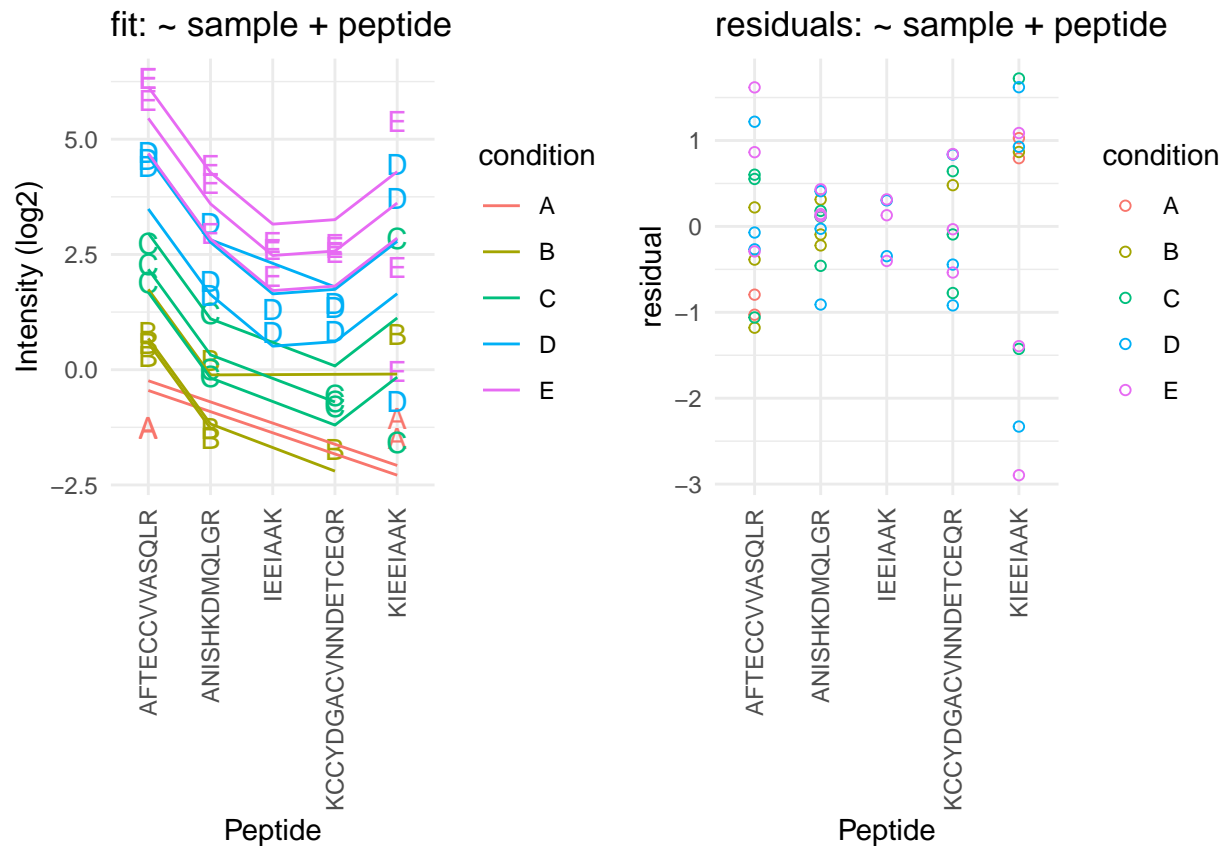 fit: ~ sample + peptide
Intensity (log2)
5.0
2.5
0.0
−2.5
E
E
E
D
D
D
C
C
C
B
B
B
A
E
E
E
D
D
D
C
C
C
B
B
B
E
E
E
D
D
E
E
E
D
D
D
C
C
C
B
E
D
D
C
E
B
E
D
A
A
C
AFTECCVVASQLR
ANISHKDMQLGR
IEEIAAK
KCCYDGACVNNDETCEQR
KIEEIAAK
Peptide
condition
A
B
C
D
E
residuals: ~ sample + peptide
residual
1
0
−1
−2
−3
AFTECCVVASQLR
ANISHKDMQLGR
IEEIAAK
KCCYDGACVNNDETCEQR
KIEEIAAK
Peptide
condition
A
B
C
D
E